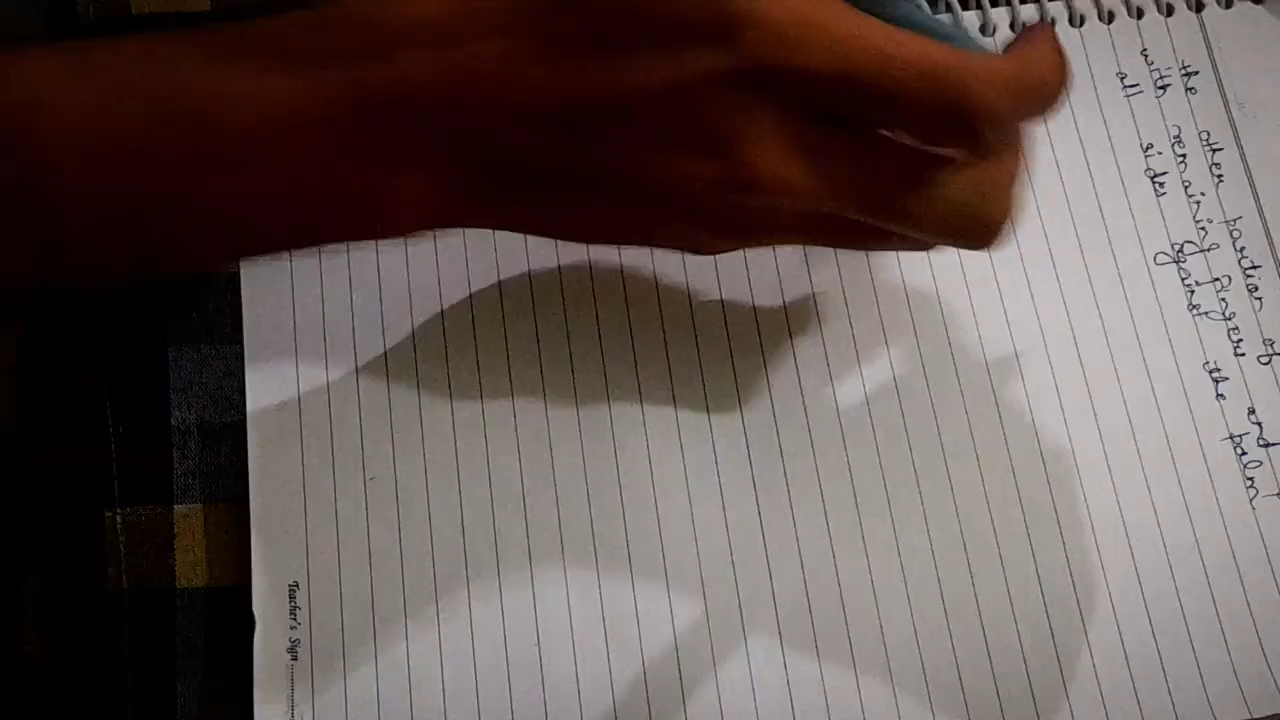 the other portion of
with remaining fingers and
all sides against the palm
Teacher's Sign ............